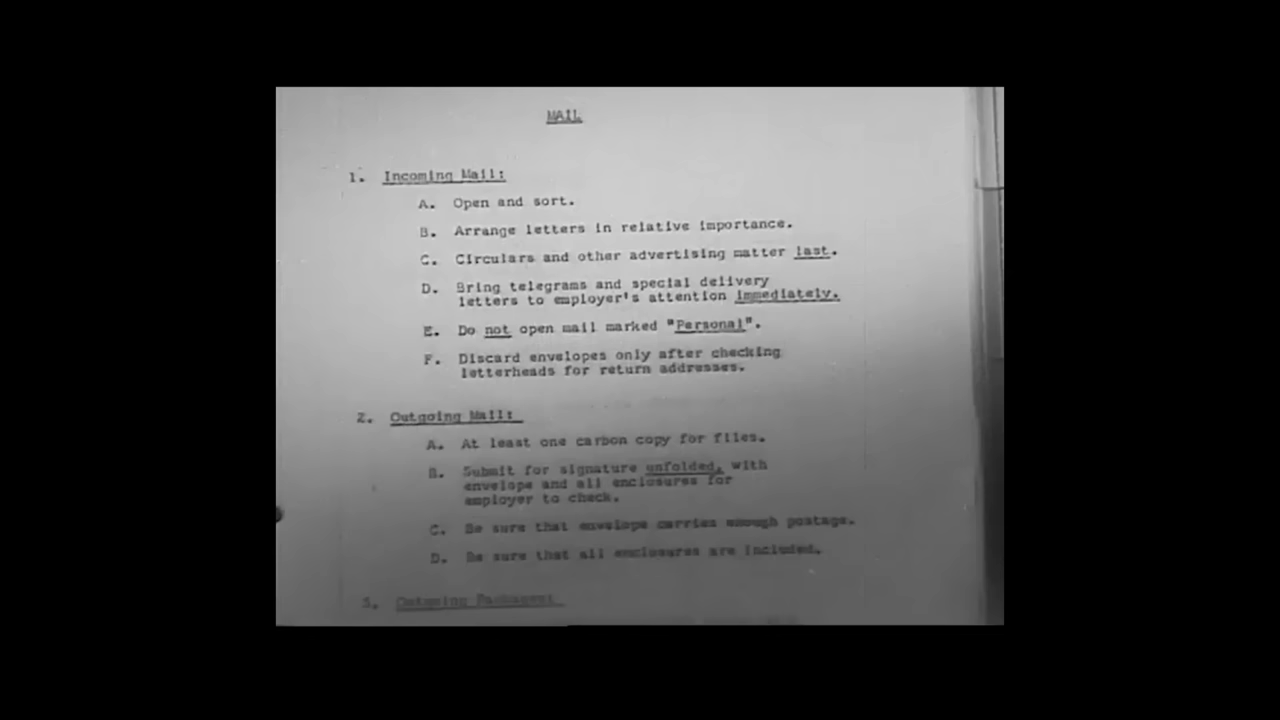 MAIL
1. Incoming Mail:
A. Open and sort.
B. Arrange letters in relative importance.
C. Circulars and other advertising matter last.
D. Bring telegrams and special delivery
letters to employer's attention immediately.
E. Do not open mail marked "Personal".
F. Discard envelopes only after checking
letterheads for return addresses.
2. Outgoing Mail:
A. At least one carbon copy for files.
B. Submit for signature unfolded, with
envelope and all enclosures for
employer to check.
C. Be sure that envelope carries enough postage.
D. Be sure that all enclosures are included.
3. Outgoing Packages: